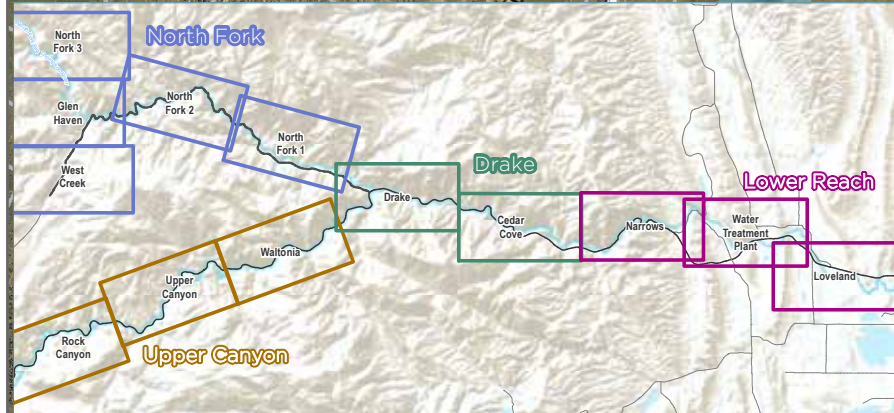 North
Fork 3
North Fork
North
Fork 2
Glen
Haven
North
Fork 1
West
Creek
Drake
Drake
Lower Reach
Cedar
Cove
Narrows
Water
Treatment
Plant
Waltonia
Upper
Canyon
Loveland
Rock
Canyon
Upper Canyon